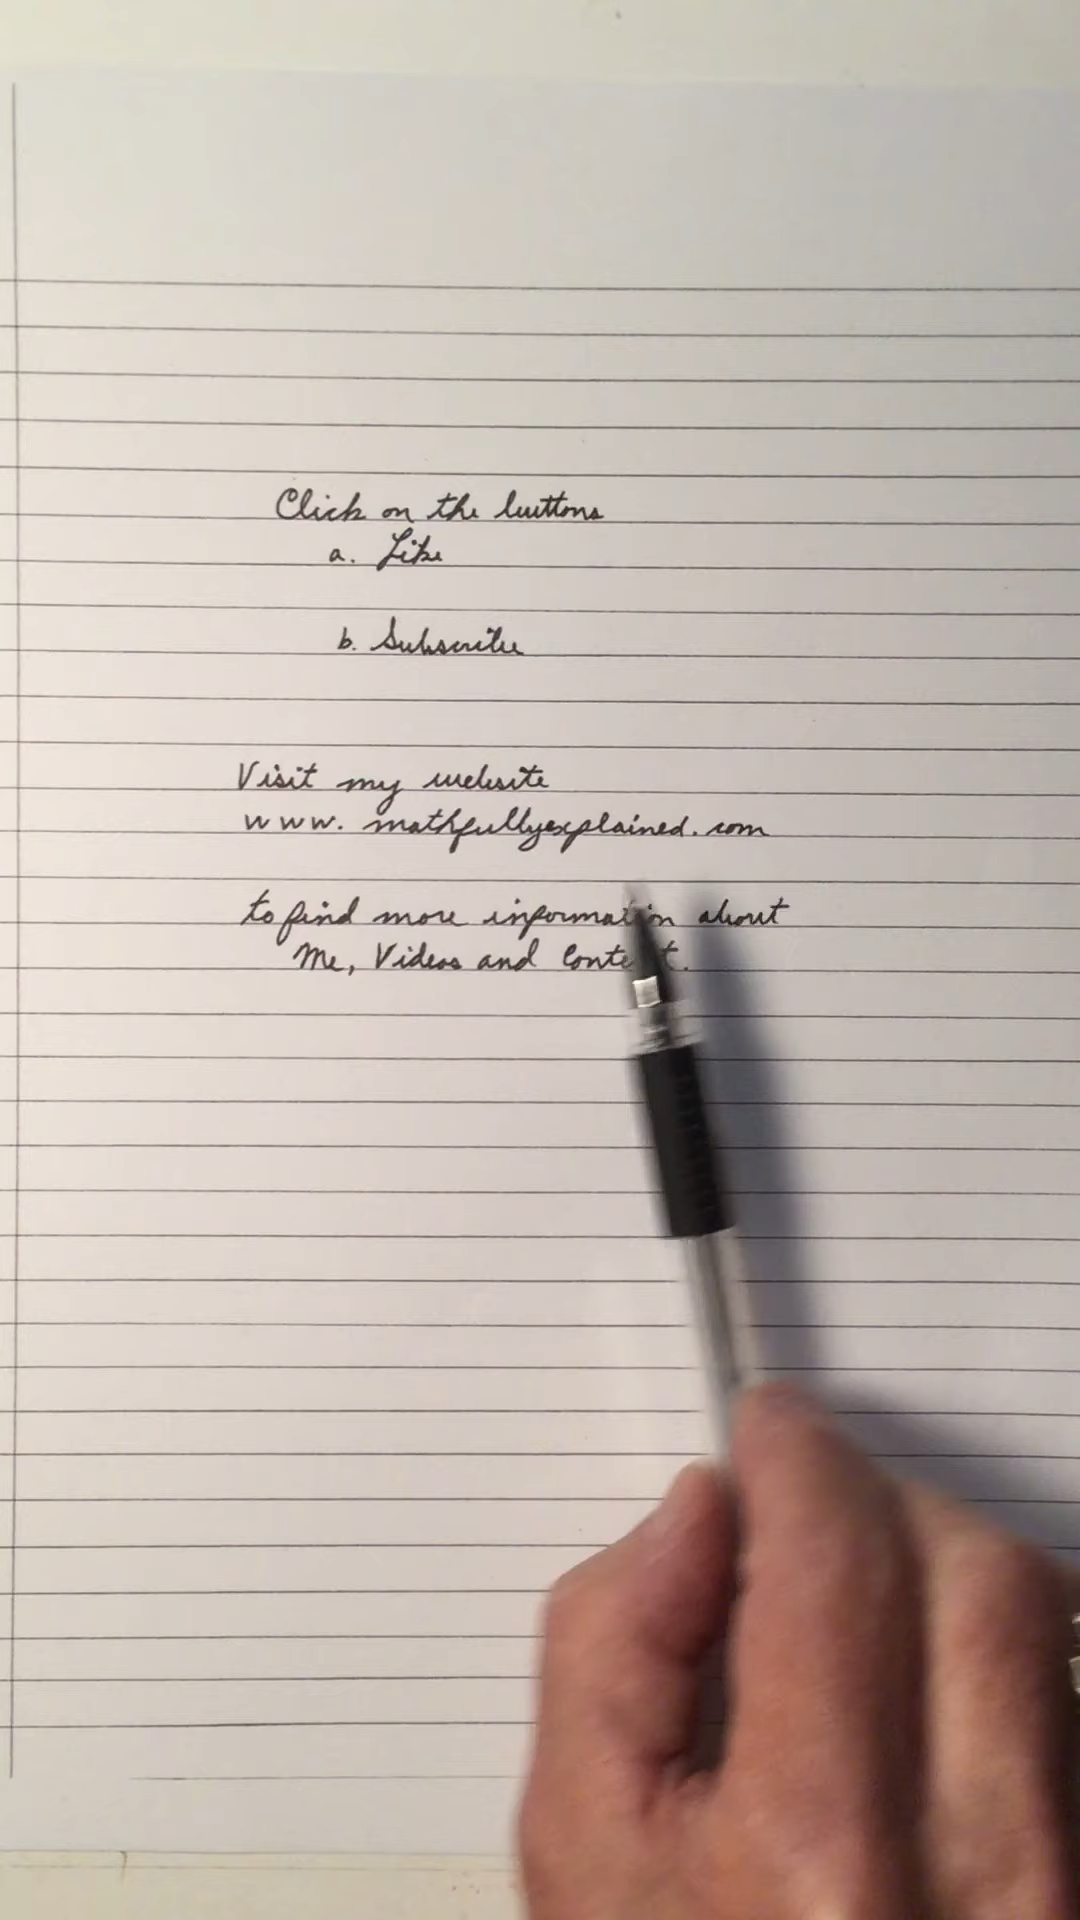 Click on the buttons
a. Like
b. Subscribe
Visit my website
www.mathfullyexplained.com
to find more information about
Me, Videos and Content.